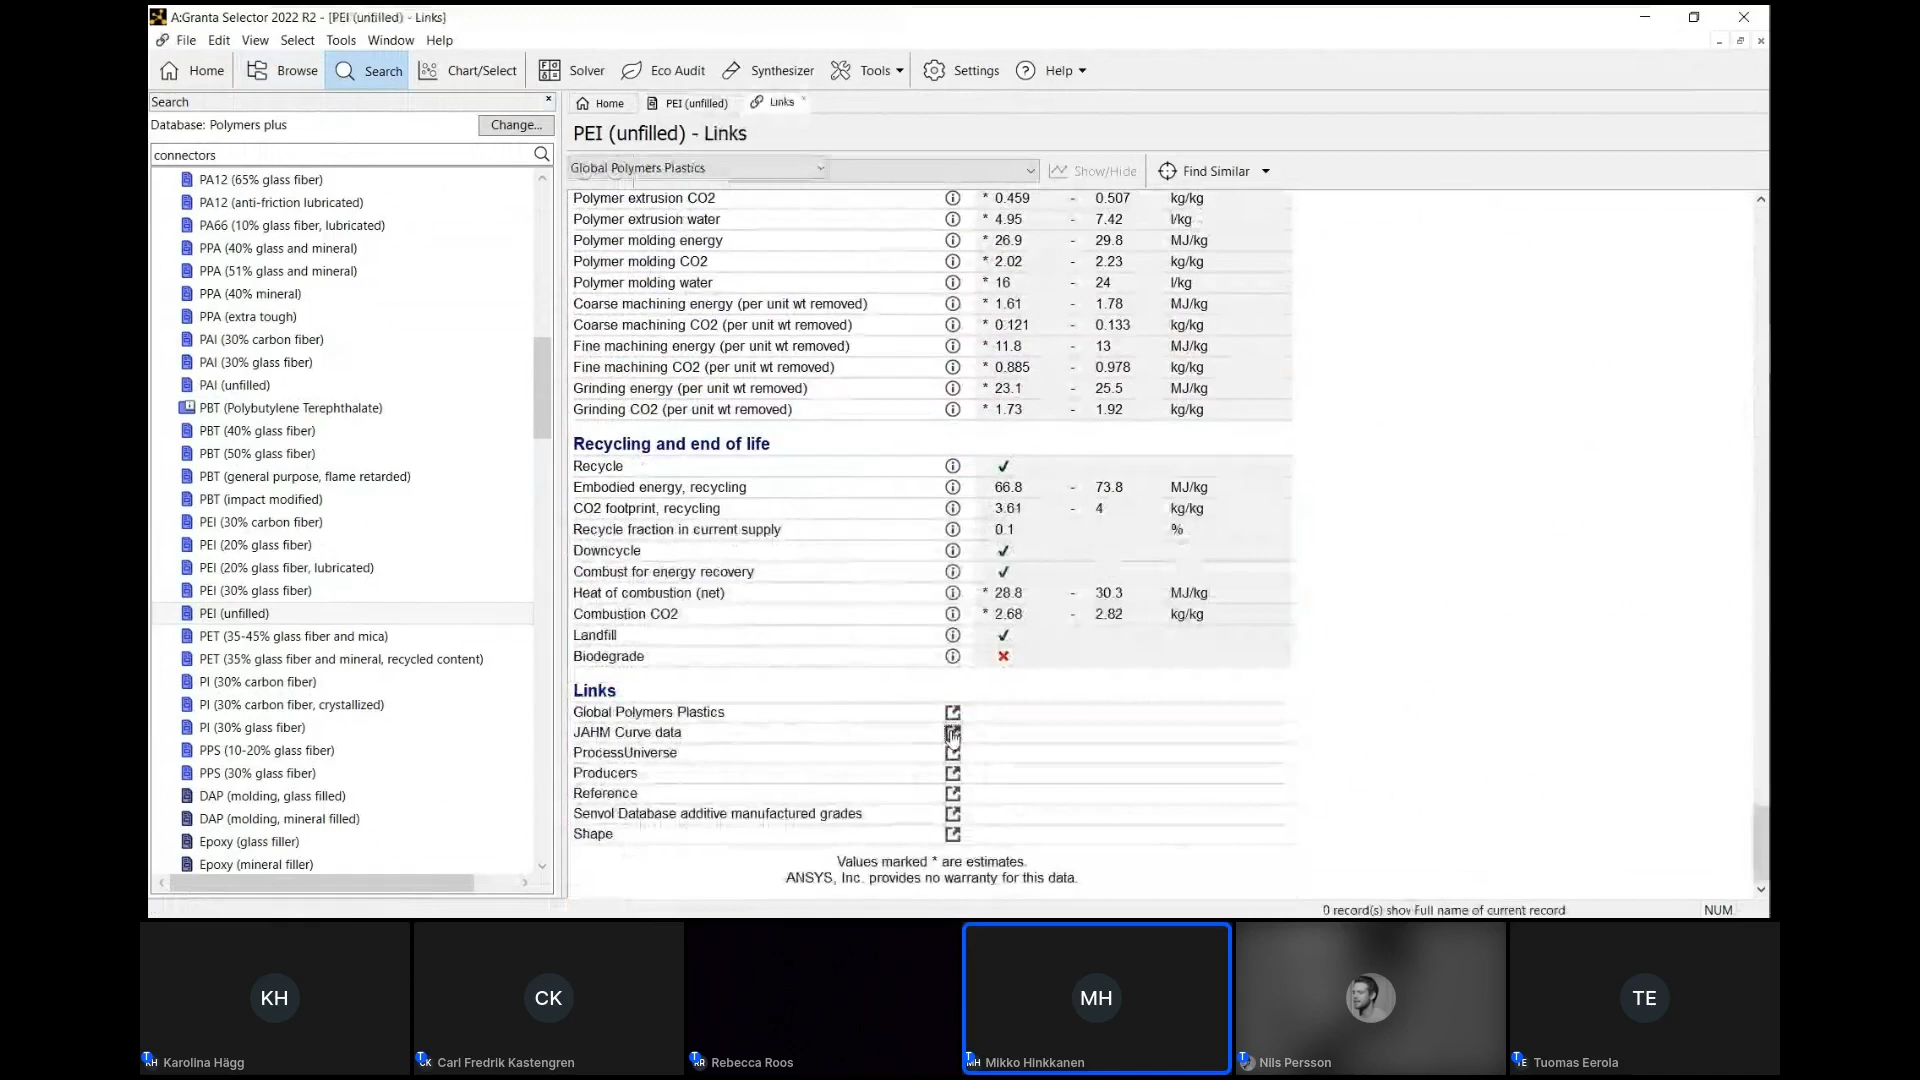 A:Granta Selector 2022 R2 - [PEI (unfilled) - Links]
File Edit View Select Tools Window Help
Home Browse Search Chart/Select Solver Eco Audit Synthesizer Tools Settings Help
Search
Database: Polymers plus Change...
connectors
PA12 (65% glass fiber)
PA12 (anti-friction lubricated)
PA66 (10% glass fiber, lubricated)
PPA (40% glass and mineral)
PPA (51% glass and mineral)
PPA (40% mineral)
PPA (extra tough)
PAI (30% carbon fiber)
PAI (30% glass fiber)
PAI (unfilled)
PBT (Polybutylene Terephthalate)
PBT (40% glass fiber)
PBT (50% glass fiber)
PBT (general purpose, flame retarded)
PBT (impact modified)
PEI (30% carbon fiber)
PEI (20% glass fiber)
PEI (20% glass fiber, lubricated)
PEI (30% glass fiber)
PEI (unfilled)
PET (35-45% glass fiber and mica)
PET (35% glass fiber and mineral, recycled content)
PI (30% carbon fiber)
PI (30% carbon fiber, crystallized)
PI (30% glass fiber)
PPS (10-20% glass fiber)
PPS (30% glass fiber)
DAP (molding, glass filled)
DAP (molding, mineral filled)
Epoxy (glass filler)
Epoxy (mineral filler)
Home PEI (unfilled) Links
PEI (unfilled) - Links
Global Polymers Plastics Show/Hide Find Similar
Polymer extrusion CO2 * 0.459 - 0.507 kg/kg
Polymer extrusion water * 4.95 - 7.42 l/kg
Polymer molding energy * 26.9 - 29.8 MJ/kg
Polymer molding CO2 * 2.02 - 2.23 kg/kg
Polymer molding water * 16 - 24 l/kg
Coarse machining energy (per unit wt removed) * 1.61 - 1.78 MJ/kg
Coarse machining CO2 (per unit wt removed) * 0.121 - 0.133 kg/kg
Fine machining energy (per unit wt removed) * 11.8 - 13 MJ/kg
Fine machining CO2 (per unit wt removed) * 0.885 - 0.978 kg/kg
Grinding energy (per unit wt removed) * 23.1 - 25.5 MJ/kg
Grinding CO2 (per unit wt removed) * 1.73 - 1.92 kg/kg
Recycling and end of life
Recycle ✓
Embodied energy, recycling 66.8 - 73.8 MJ/kg
CO2 footprint, recycling 3.61 - 4 kg/kg
Recycle fraction in current supply 0.1 %
Downcycle ✓
Combust for energy recovery ✓
Heat of combustion (net) * 28.8 - 30.3 MJ/kg
Combustion CO2 * 2.68 - 2.82 kg/kg
Landfill ✓
Biodegrade ×
Links
Global Polymers Plastics
JAHM Curve data
ProcessUniverse
Producers
Reference
Senvol Database additive manufactured grades
Shape
Values marked * are estimates.
ANSYS, Inc. provides no warranty for this data.
0 record(s) shov Full name of current record NUM
KH CK MH TE
Karolina Hägg Carl Fredrik Kastengren Rebecca Roos Mikko Hinkkanen Nils Persson Tuomas Eerola